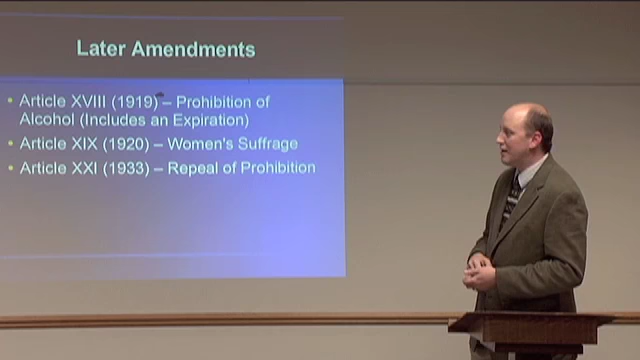 Later Amendments
• Article XVIII (1919) – Prohibition of
Alcohol (Includes an Expiration)
• Article XIX (1920) – Women's Suffrage
• Article XXI (1933) – Repeal of Prohibition